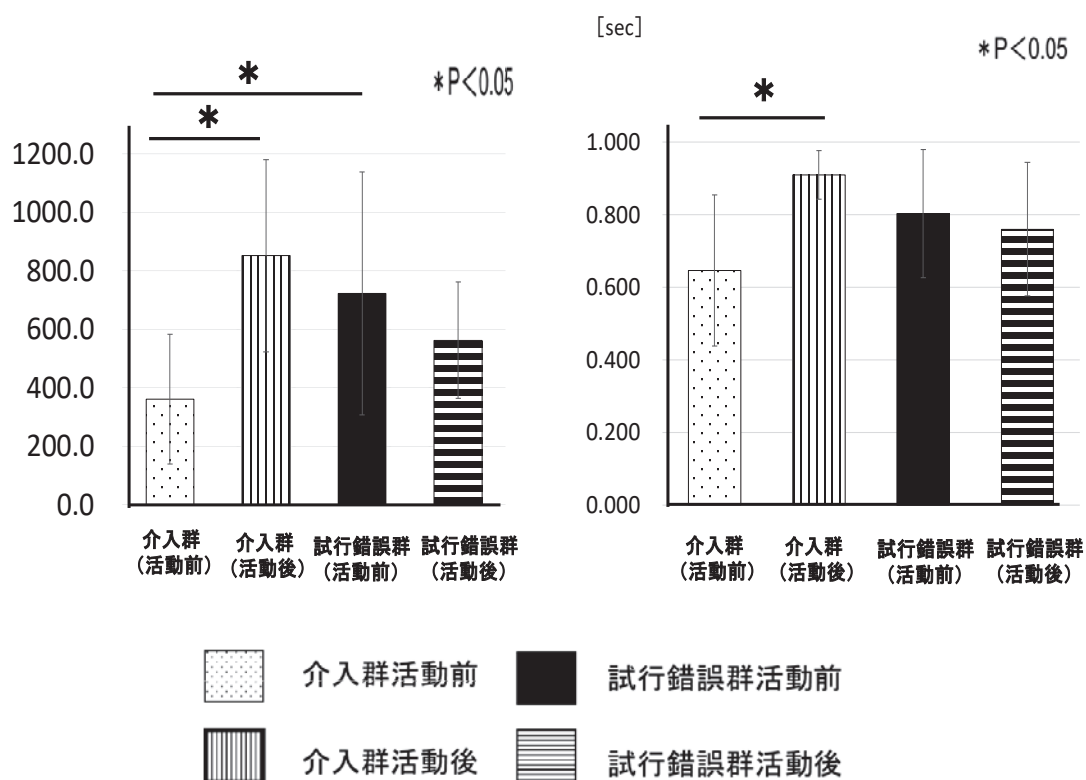 *
*
*P<0.05
1200.0
1000.0
800.0
600.0
400.0
200.0
0.0
介入群
(活動前)
介入群
(活動後)
試行錯誤群
(活動前)
試行錯誤群
(活動後)
[sec]
*P<0.05
*
1.000
0.800
0.600
0.400
0.200
0.000
介入群
(活動前)
介入群
(活動後)
試行錯誤群
(活動前)
試行錯誤群
(活動後)
介入群活動前
試行錯誤群活動前
介入群活動後
試行錯誤群活動後